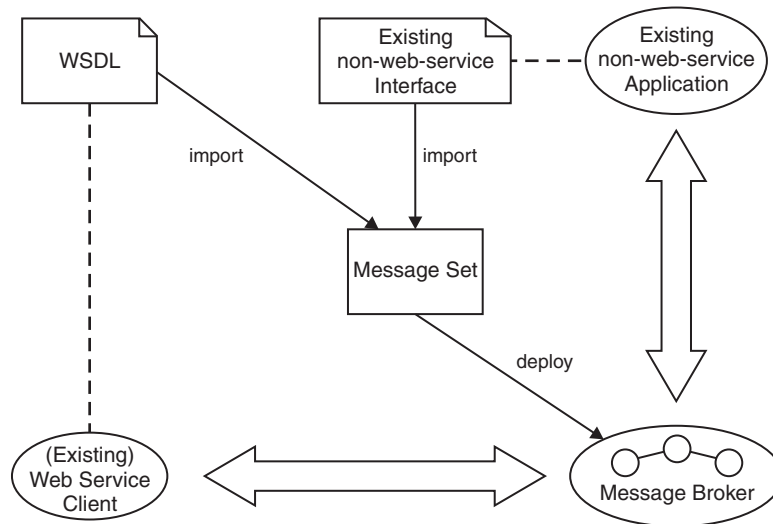 WSDL
Existing
non-web-service
Interface
Existing
non-web-service
Application
import
import
Message Set
deploy
(Existing)
Web Service
Client
Message Broker